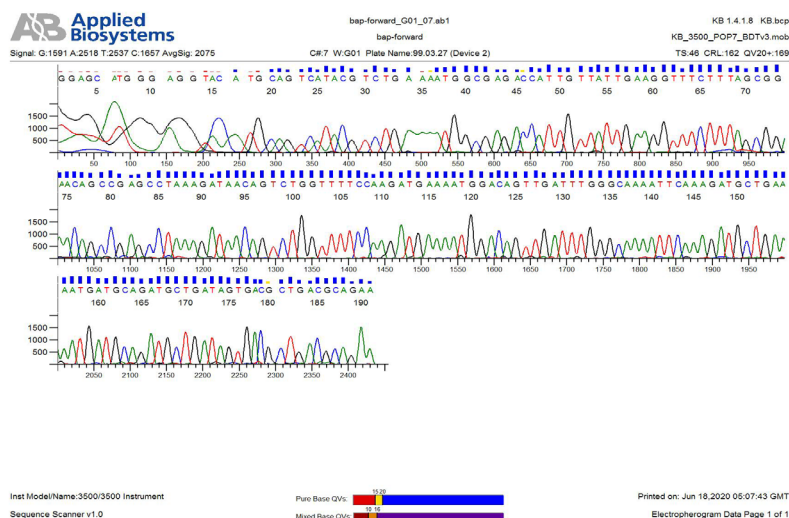 AB Applied Biosystems
bap-forward_G01_07.ab1
bap-forward
KB 1.4.1.8 KB.bcp
KB_3500_POP7_BDTv3.mob
Signal: G:1591 A:2518 T:2537 C:1657 AvgSig: 2075
C#:7 W:G01 Plate Name:99.03.27 (Device 2)
TS:46 CRL:162 QV20+:169
GGAGC ATGGG AGGTAC A TGCAGTCATACGTCTGA A AATGGCGAGACCATTGTTATTGAAGGTTTCTTTAGCGG
5 10 15 20 25 30 35 40 45 50 55 60 65 70
1500
1000
500
50 100 150 200 250 300 350 400 450 500 550 600 650 700 750 800 850 900 950
AACAGCCGAGCCTAAAGATAACAGTCTGGTTTTCCAAGATGAAAATGGACAGTTGATTTGGGCAAAATTCAAAGATGCTGAA
75 80 85 90 95 100 105 110 115 120 125 130 135 140 145 150
1500
1000
500
1050 1100 1150 1200 1250 1300 1350 1400 1450 1500 1550 1600 1650 1700 1750 1800 1850 1900 1950
AATGATGCAGATGCTGATAGTGACGCTGACGCAGAA
160 165 170 175 180 185 190
1500
1000
500
2050 2100 2150 2200 2250 2300 2350 2400
Inst Model/Name:3500/3500 Instrument
Sequence Scanner v1.0
15 20
Pure Base QVs:
10 16
Mixed Base QVs:
Printed on: Jun 18,2020 05:07:43 GMT
Electropherogram Data Page 1 of 1